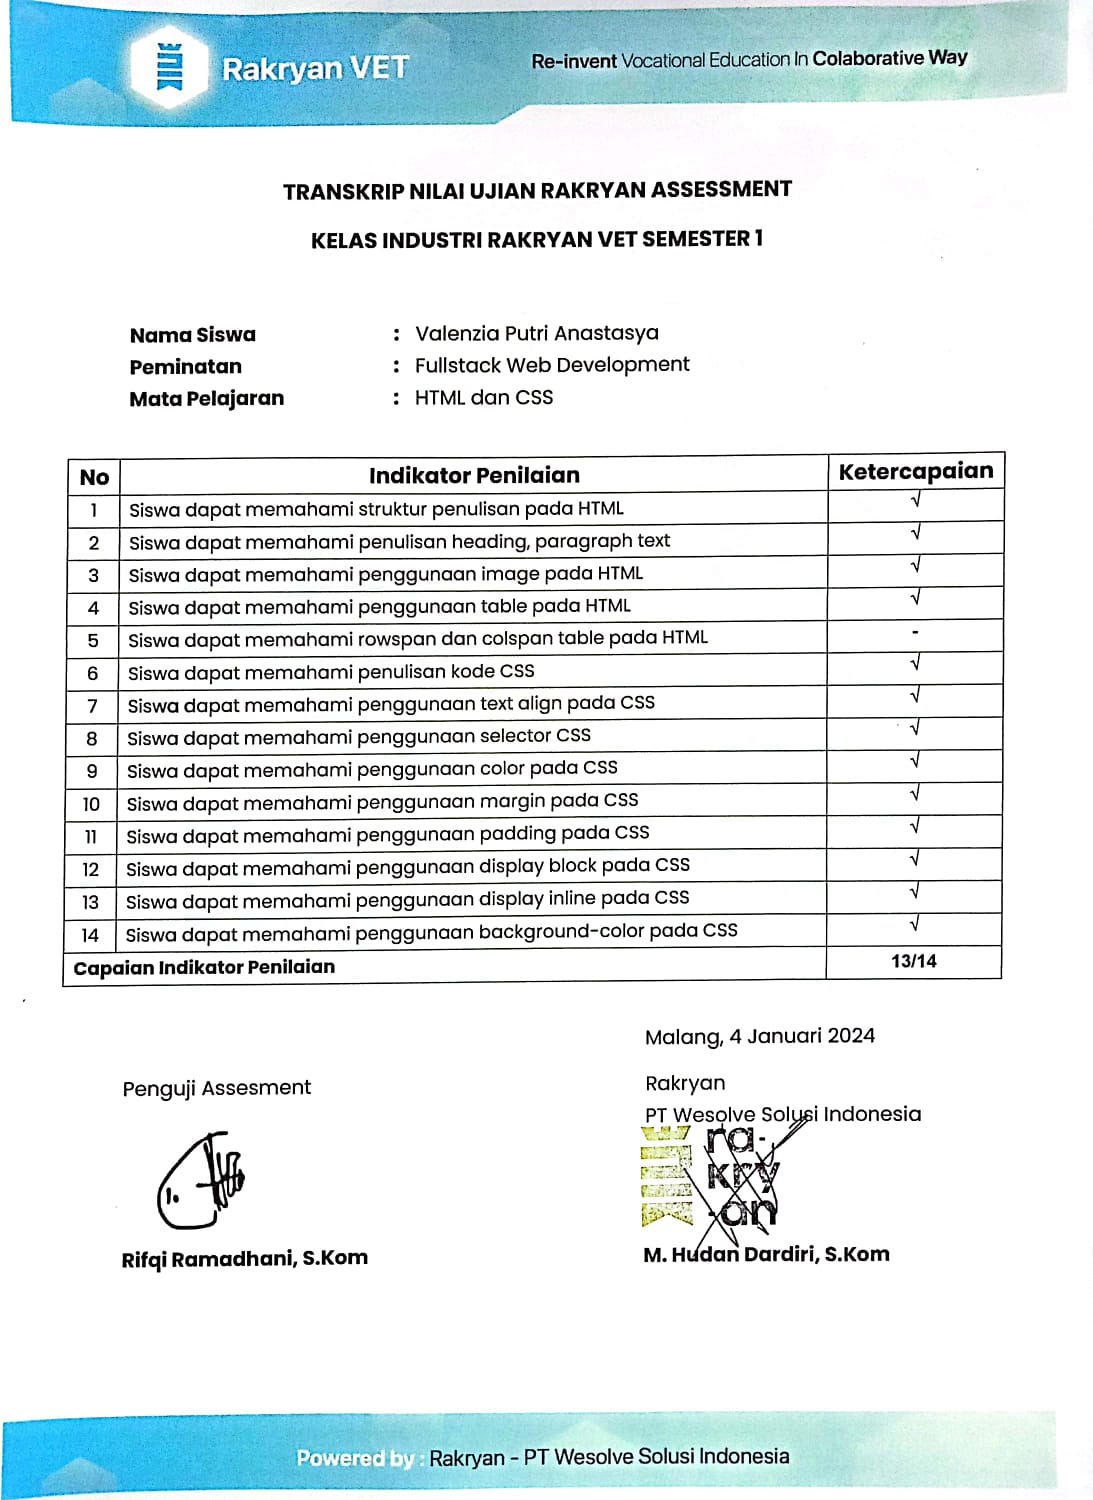 Rakryan VET
Re-invent Vocational Education In Colaborative Way
TRANSKRIP NILAI UJIAN RAKRYAN ASSESSMENT
KELAS INDUSTRI RAKRYAN VET SEMESTER 1
Nama Siswa : Valenzia Putri Anastasya
Peminatan : Fullstack Web Development
Mata Pelajaran : HTML dan CSS
No Indikator Penilaian Ketercapaian
1 Siswa dapat memahami struktur penulisan pada HTML √
2 Siswa dapat memahami penulisan heading, paragraph text √
3 Siswa dapat memahami penggunaan image pada HTML √
4 Siswa dapat memahami penggunaan table pada HTML √
5 Siswa dapat memahami rowspan dan colspan table pada HTML -
6 Siswa dapat memahami penulisan kode CSS √
7 Siswa dapat memahami penggunaan text align pada CSS √
8 Siswa dapat memahami penggunaan selector CSS √
9 Siswa dapat memahami penggunaan color pada CSS √
10 Siswa dapat memahami penggunaan margin pada CSS √
11 Siswa dapat memahami penggunaan padding pada CSS √
12 Siswa dapat memahami penggunaan display block pada CSS √
13 Siswa dapat memahami penggunaan display inline pada CSS √
14 Siswa dapat memahami penggunaan background-color pada CSS √
Capaian Indikator Penilaian 13/14
Malang, 4 Januari 2024
Penguji Assesment
Rakryan
PT Wesolve Solusi Indonesia
ra-
kry
-an
Rifqi Ramadhani, S.Kom
M. Hudan Dardiri, S.Kom
Powered by : Rakryan - PT Wesolve Solusi Indonesia